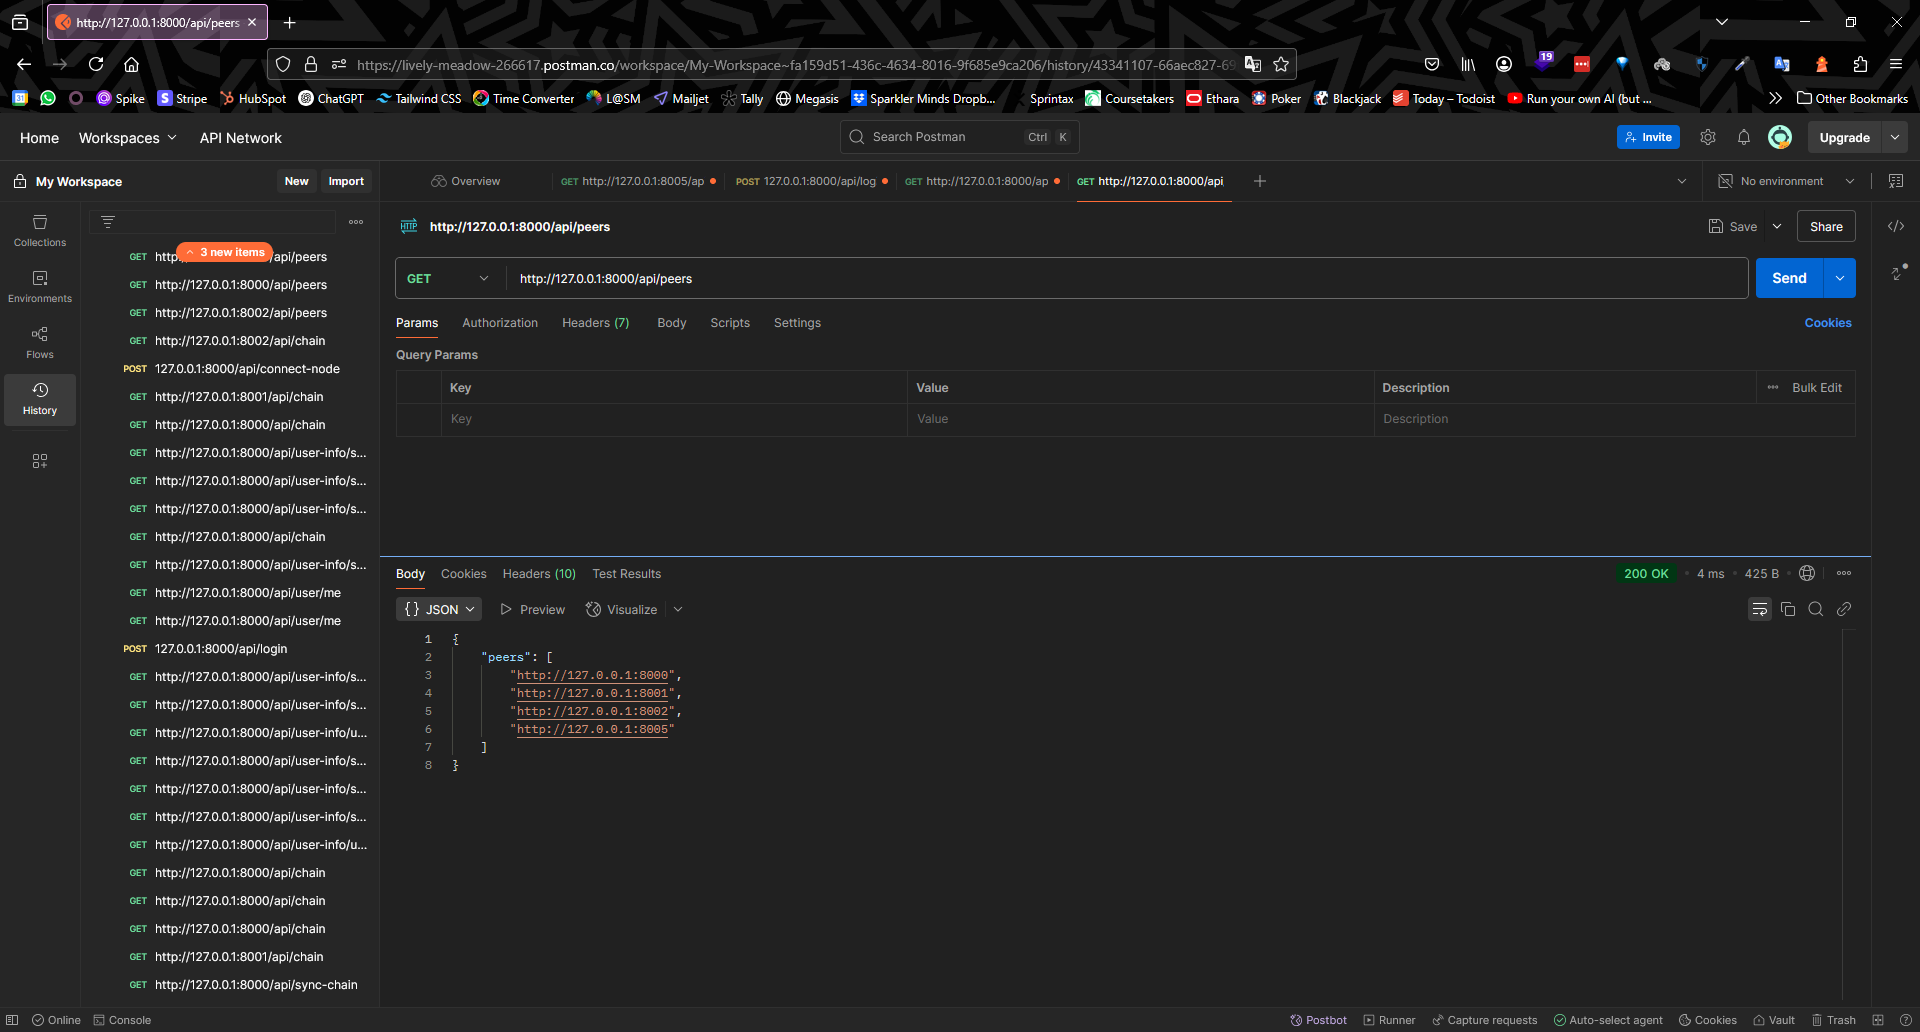 http://127.0.0.1:8000/api/peers
https://lively-meadow-266617.postman.co/workspace/My-Workspace~fa159d51-436c-4634-8016-9f685e9ca206/history/43341107-66aec827-69
19
Spike Stripe HubSpot ChatGPT Tailwind CSS Time Converter L@SM Mailjet Tally Megasis Sparkler Minds Dropb... Sprintax Coursetakers Ethara Poker Blackjack Today – Todoist Run your own AI (but ... Other Bookmarks
Home Workspaces API Network Search Postman Ctrl K Invite Upgrade
My Workspace New Import Overview GET http://127.0.0.1:8005/ap POST 127.0.0.1:8000/api/log GET http://127.0.0.1:8000/ap GET http://127.0.0.1:8000/api No environment
Collections
Environments
Flows
History
3 new items
GET http /api/peers
GET http://127.0.0.1:8000/api/peers
GET http://127.0.0.1:8002/api/peers
GET http://127.0.0.1:8002/api/chain
POST 127.0.0.1:8000/api/connect-node
GET http://127.0.0.1:8001/api/chain
GET http://127.0.0.1:8000/api/chain
GET http://127.0.0.1:8000/api/user-info/s...
GET http://127.0.0.1:8000/api/user-info/s...
GET http://127.0.0.1:8000/api/user-info/s...
GET http://127.0.0.1:8000/api/chain
GET http://127.0.0.1:8000/api/user-info/s...
GET http://127.0.0.1:8000/api/user/me
GET http://127.0.0.1:8000/api/user/me
POST 127.0.0.1:8000/api/login
GET http://127.0.0.1:8000/api/user-info/s...
GET http://127.0.0.1:8000/api/user-info/s...
GET http://127.0.0.1:8000/api/user-info/u...
GET http://127.0.0.1:8000/api/user-info/s...
GET http://127.0.0.1:8000/api/user-info/s...
GET http://127.0.0.1:8000/api/user-info/s...
GET http://127.0.0.1:8000/api/user-info/u...
GET http://127.0.0.1:8000/api/chain
GET http://127.0.0.1:8000/api/chain
GET http://127.0.0.1:8000/api/chain
GET http://127.0.0.1:8001/api/chain
GET http://127.0.0.1:8000/api/sync-chain
HTTP http://127.0.0.1:8000/api/peers Save Share
GET http://127.0.0.1:8000/api/peers Send
Params Authorization Headers (7) Body Scripts Settings Cookies
Query Params
Key Value Description Bulk Edit
Key Value Description
Body Cookies Headers (10) Test Results 200 OK 4 ms 425 B
{} JSON Preview Visualize
1 {
2 "peers": [
3 "http://127.0.0.1:8000",
4 "http://127.0.0.1:8001",
5 "http://127.0.0.1:8002",
6 "http://127.0.0.1:8005"
7 ]
8 }
Online Console Postbot Runner Capture requests Auto-select agent Cookies Vault Trash